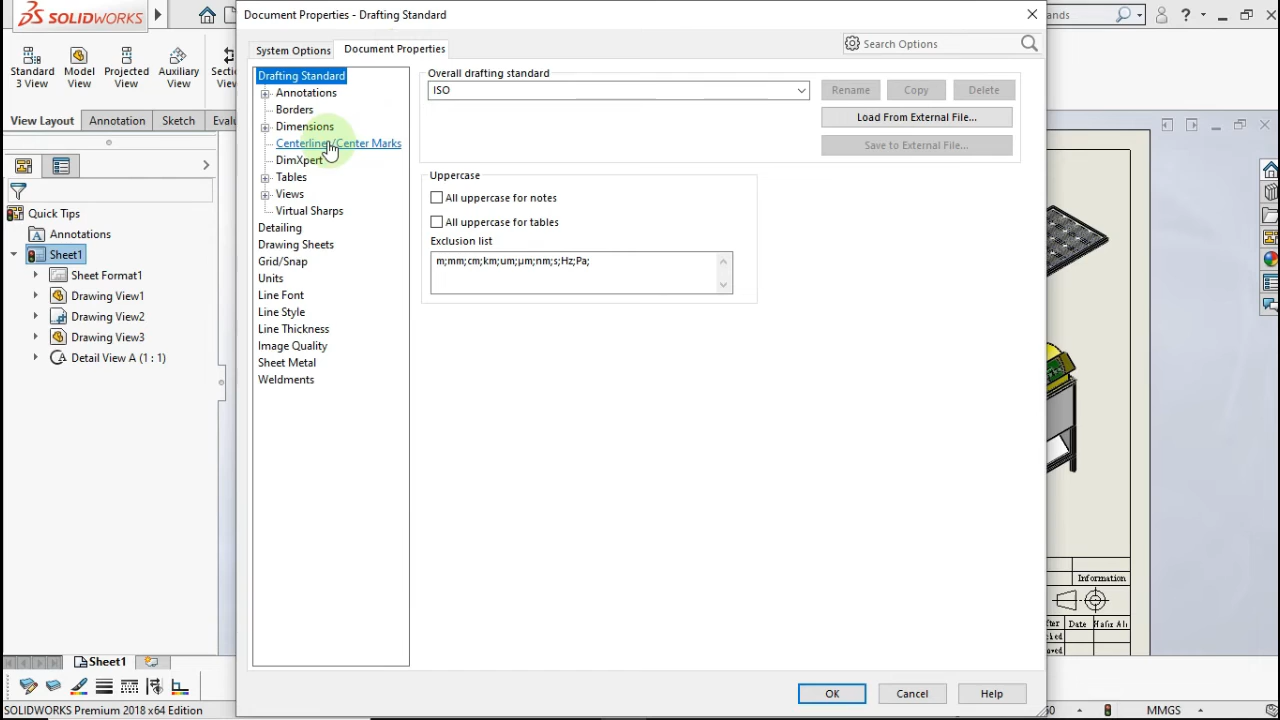 SOLIDWORKS
Document Properties - Drafting Standard
ands
?
Standard
3 View
Model
View
Projected
View
Auxiliary
View
Secti
Vie
View Layout
Annotation
Sketch
Evalu
System Options
Document Properties
Search Options
Drafting Standard
Annotations
Borders
Dimensions
Centerlines/Center Marks
DimXpert
Tables
Views
Virtual Sharps
Detailing
Drawing Sheets
Grid/Snap
Units
Line Font
Line Style
Line Thickness
Image Quality
Sheet Metal
Weldments
Overall drafting standard
ISO
Rename
Copy
Delete
Load From External File...
Save to External File...
Uppercase
All uppercase for notes
All uppercase for tables
Exclusion list
m;mm;cm;km;um;µm;nm;s;Hz;Pa;
Quick Tips
Annotations
Sheet1
Sheet Format1
Drawing View1
Drawing View2
Drawing View3
Detail View A (1 : 1)
Information
Date
Hafiz Ali
Sheet1
OK
Cancel
Help
SOLIDWORKS Premium 2018 x64 Edition
MMGS